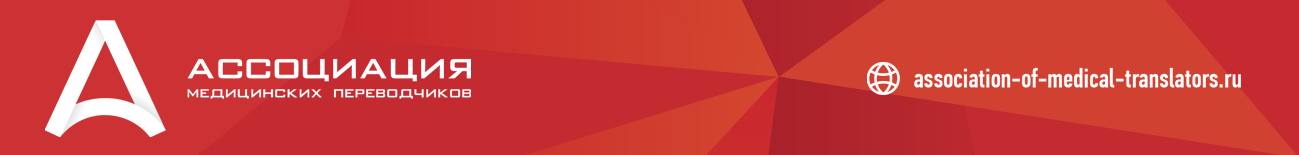 АССОЦИАЦИЯ
МЕДИЦИНСКИХ ПЕРЕВОДЧИКОВ
association-of-medical-translators.ru